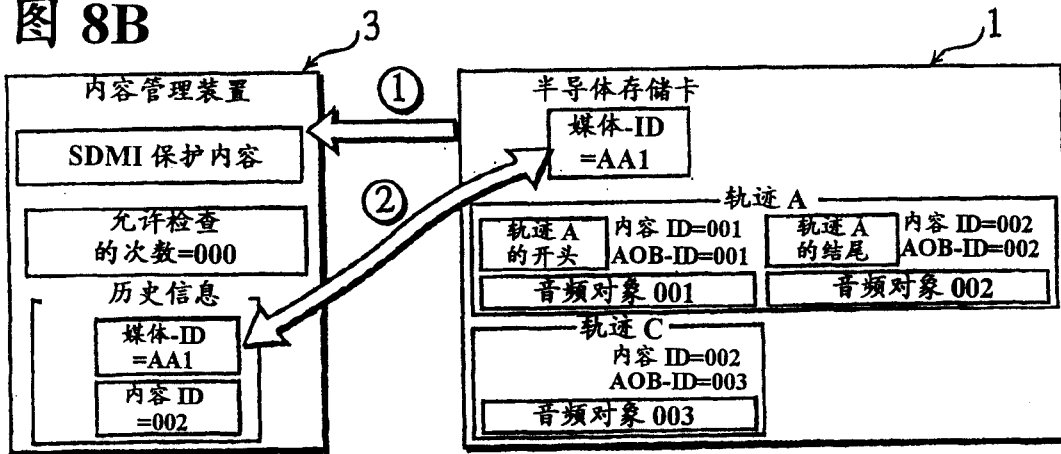 图 8B
3
内容管理装置
SDMI 保护内容
允许检查
的次数=000
历史信息
媒体-ID
=AA1
内容 ID
=002
①
②
1
半导体存储卡
媒体-ID
=AA1
轨迹 A
轨迹 A
的开头
内容 ID=001
AOB-ID=001
音频对象 001
轨迹 A
的结尾
内容 ID=002
AOB-ID=002
音频对象 002
轨迹 C
内容 ID=002
AOB-ID=003
音频对象 003